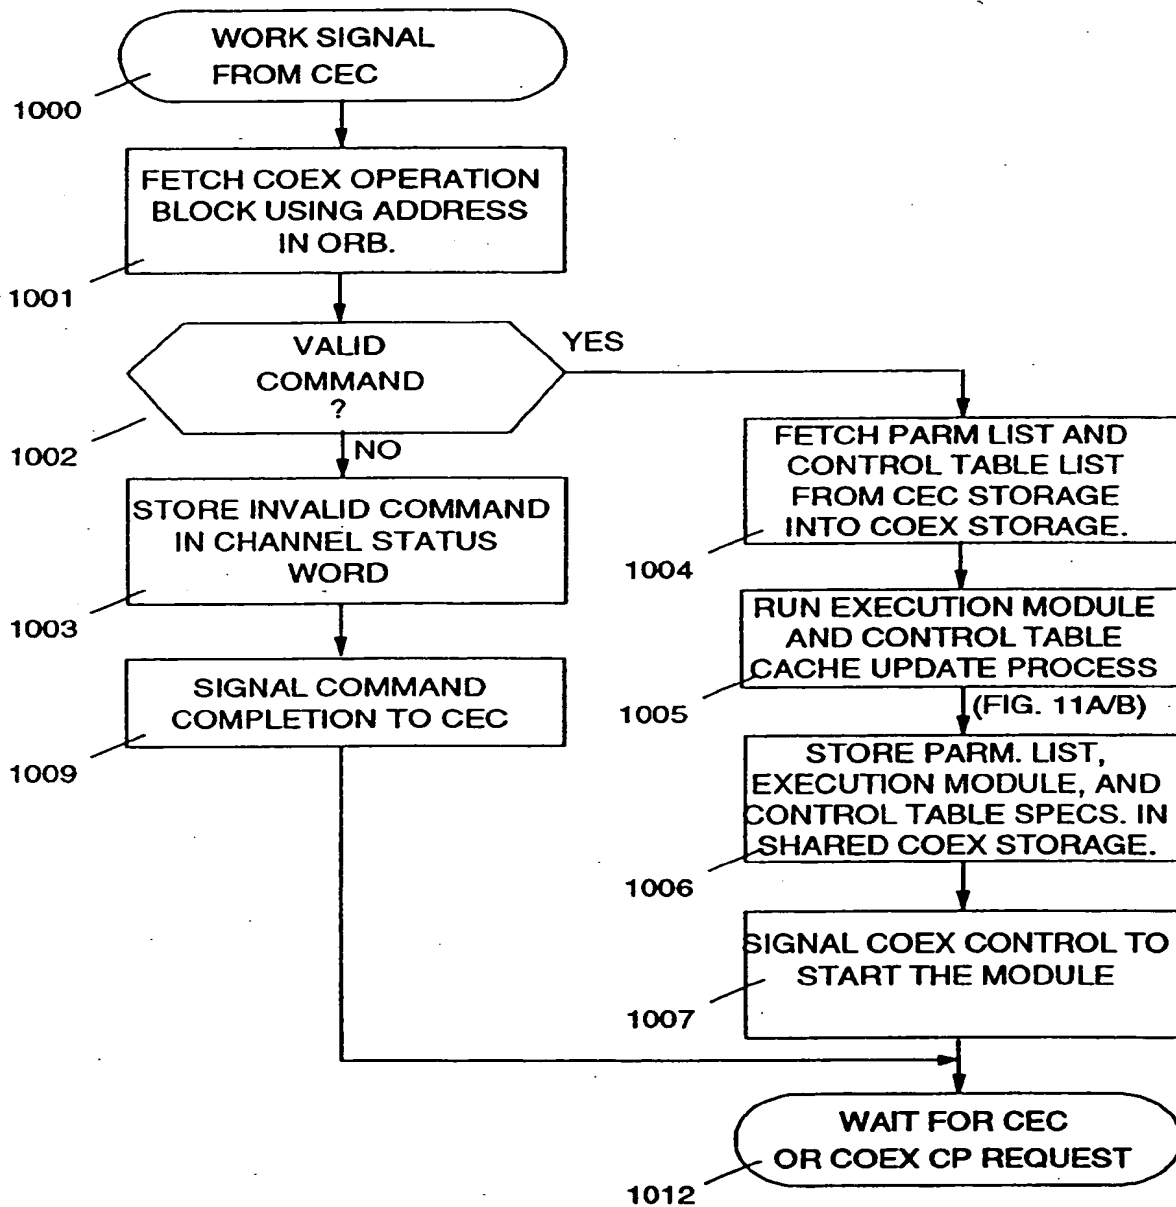 WORK SIGNAL
FROM CEC
1000
FETCH COEX OPERATION
BLOCK USING ADDRESS
IN ORB.
1001
VALID
COMMAND
?
1002
YES
NO
STORE INVALID COMMAND
IN CHANNEL STATUS
WORD
1003
SIGNAL COMMAND
COMPLETION TO CEC
1009
FETCH PARM LIST AND
CONTROL TABLE LIST
FROM CEC STORAGE
INTO COEX STORAGE.
1004
RUN EXECUTION MODULE
AND CONTROL TABLE
CACHE UPDATE PROCESS
1005
(FIG. 11A/B)
STORE PARM. LIST,
EXECUTION MODULE, AND
CONTROL TABLE SPECS. IN
SHARED COEX STORAGE.
1006
SIGNAL COEX CONTROL TO
START THE MODULE
1007
WAIT FOR CEC
OR COEX CP REQUEST
1012